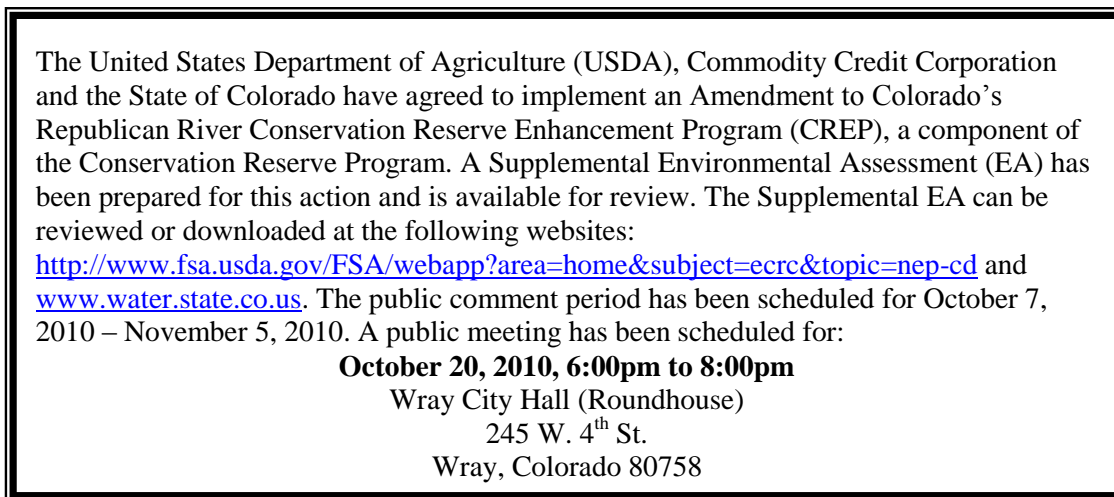 The United States Department of Agriculture (USDA), Commodity Credit Corporation
and the State of Colorado have agreed to implement an Amendment to Colorado's
Republican River Conservation Reserve Enhancement Program (CREP), a component of
the Conservation Reserve Program. A Supplemental Environmental Assessment (EA) has
been prepared for this action and is available for review. The Supplemental EA can be
reviewed or downloaded at the following websites:
http://www.fsa.usda.gov/FSA/webapp?area=home&subject=ecrc&topic=nep-cd and
www.water.state.co.us. The public comment period has been scheduled for October 7,
2010 – November 5, 2010. A public meeting has been scheduled for:
October 20, 2010, 6:00pm to 8:00pm
Wray City Hall (Roundhouse)
245 W. 4th St.
Wray, Colorado 80758